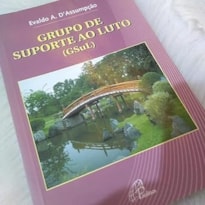 Evaldo A. D'Assumpção
GRUPO DE
SUPORTE AO LUTO
(GSuL)